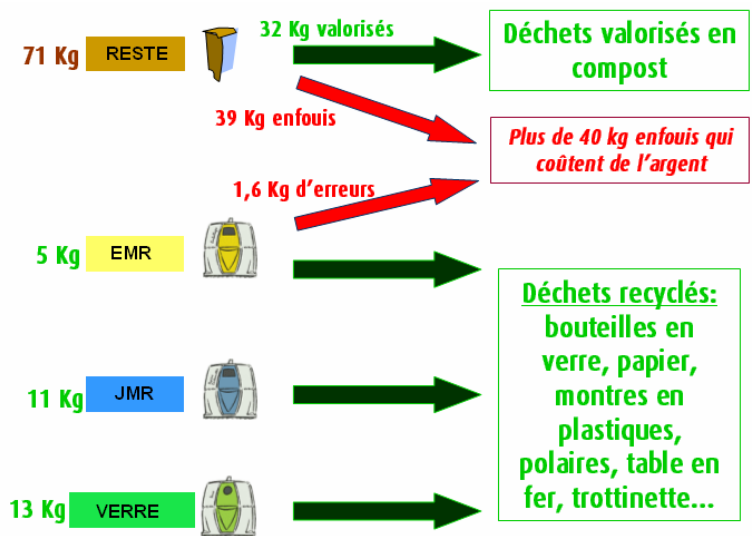 32 Kg valorisés
71 Kg RESTE
Déchets valorisés en
compost
39 Kg enfouis
Plus de 40 kg enfouis qui
coûtent de l'argent
1,6 Kg d'erreurs
5 Kg EMR
Déchets recyclés:
bouteilles en
verre, papier,
montres en
plastiques,
polaires, table en
fer, trottinette...
11 Kg JMR
13 Kg VERRE